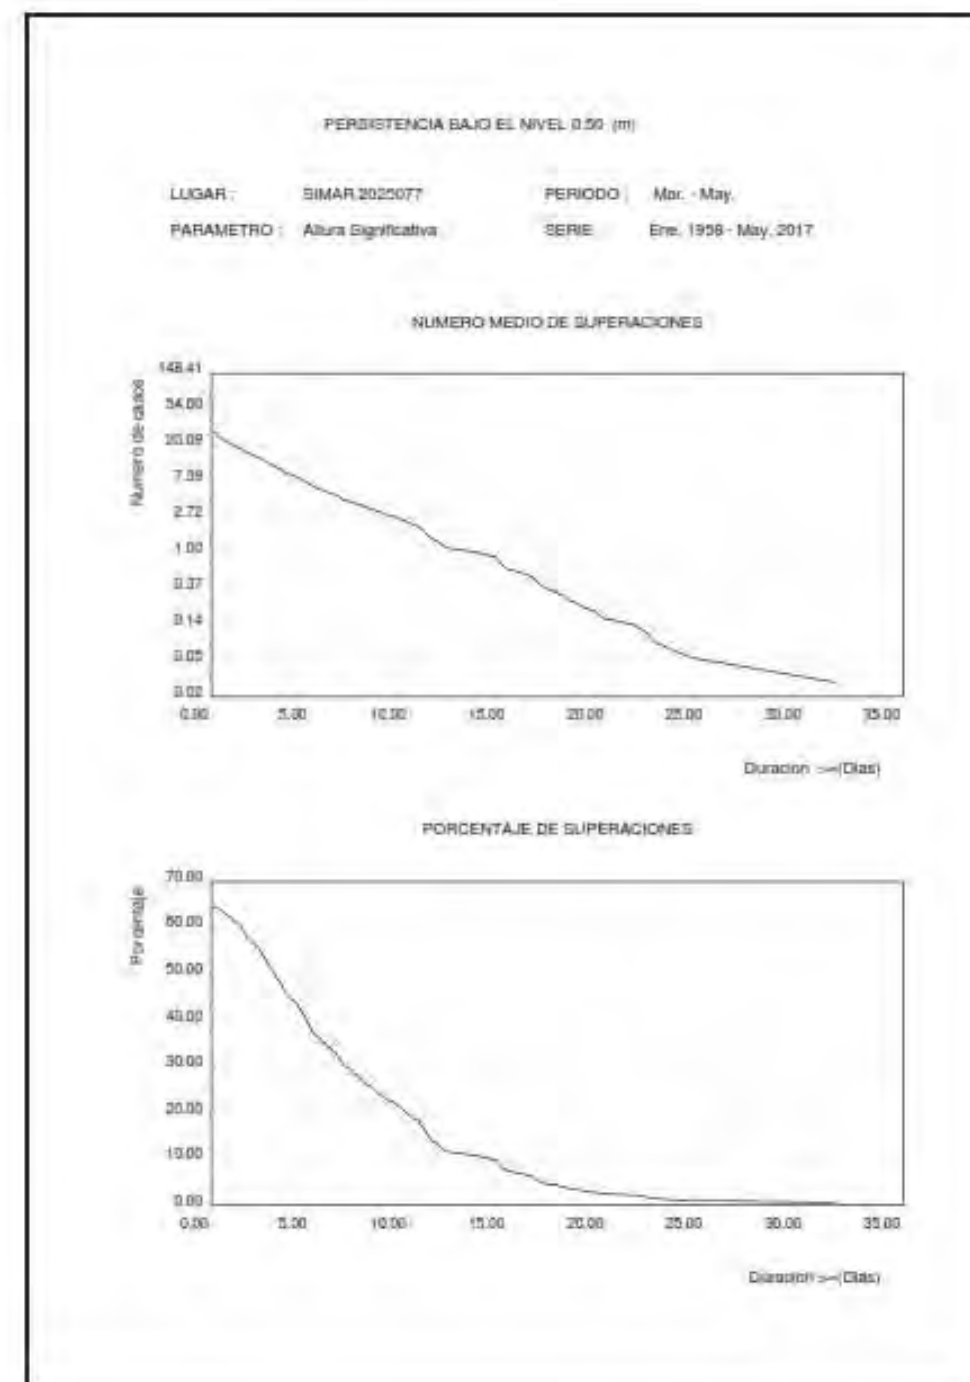 PERSISTENCIA BAJO EL NIVEL 0.50 (m)
LUGAR : SIMAR 2025077 PERIODO : Mar. - May.
PARAMETRO : Altura Significativa SERIE Ene. 1958 - May. 2017
NUMERO MEDIO DE SUPERACIONES
Numero de casos
148.41
54.60
20.09
7.39
2.72
1.00
0.37
0.14
0.05
0.02
0.00 5.00 10.00 15.00 20.00 25.00 30.00 35.00
Duracion >=(Dias)
PORCENTAJE DE SUPERACIONES
Porcentaje
70.00
60.00
50.00
40.00
30.00
20.00
10.00
0.00
0.00 5.00 10.00 15.00 20.00 25.00 30.00 35.00
Duracion >=(Dias)